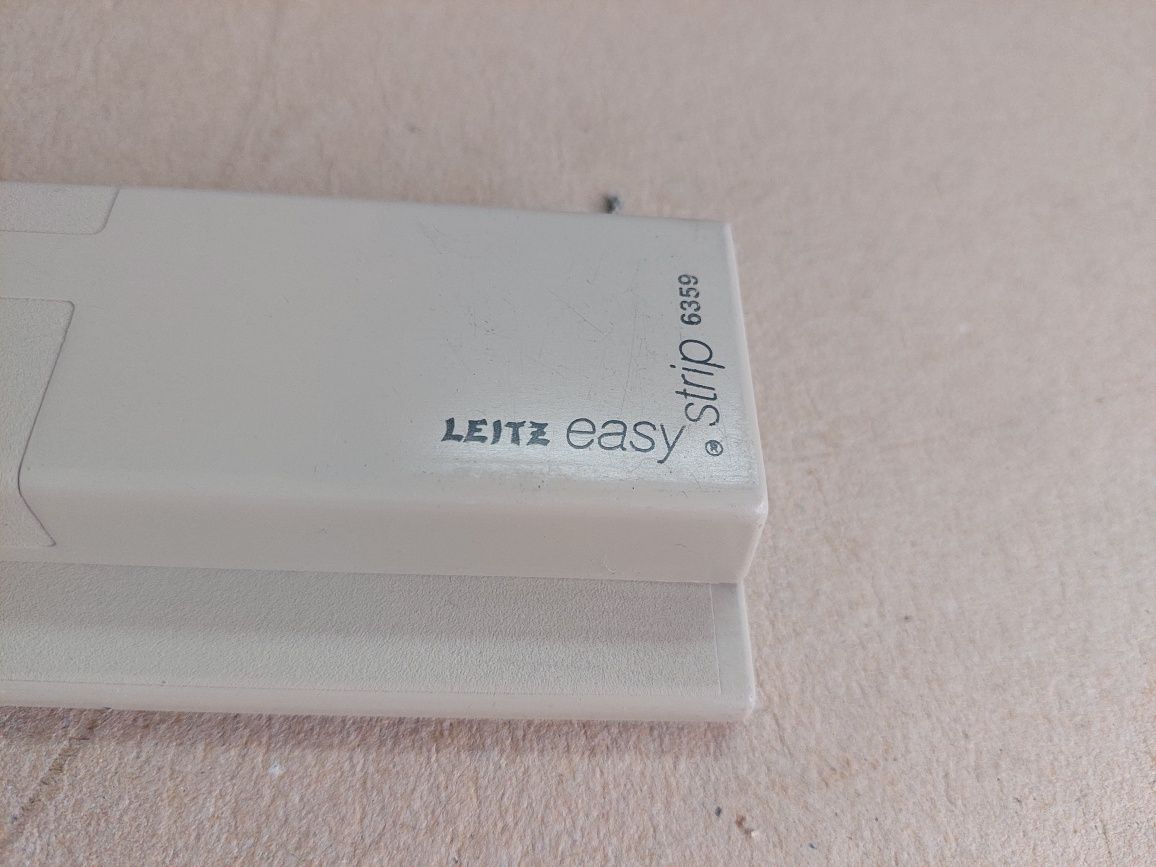 LEITZ easy
® strip 6359